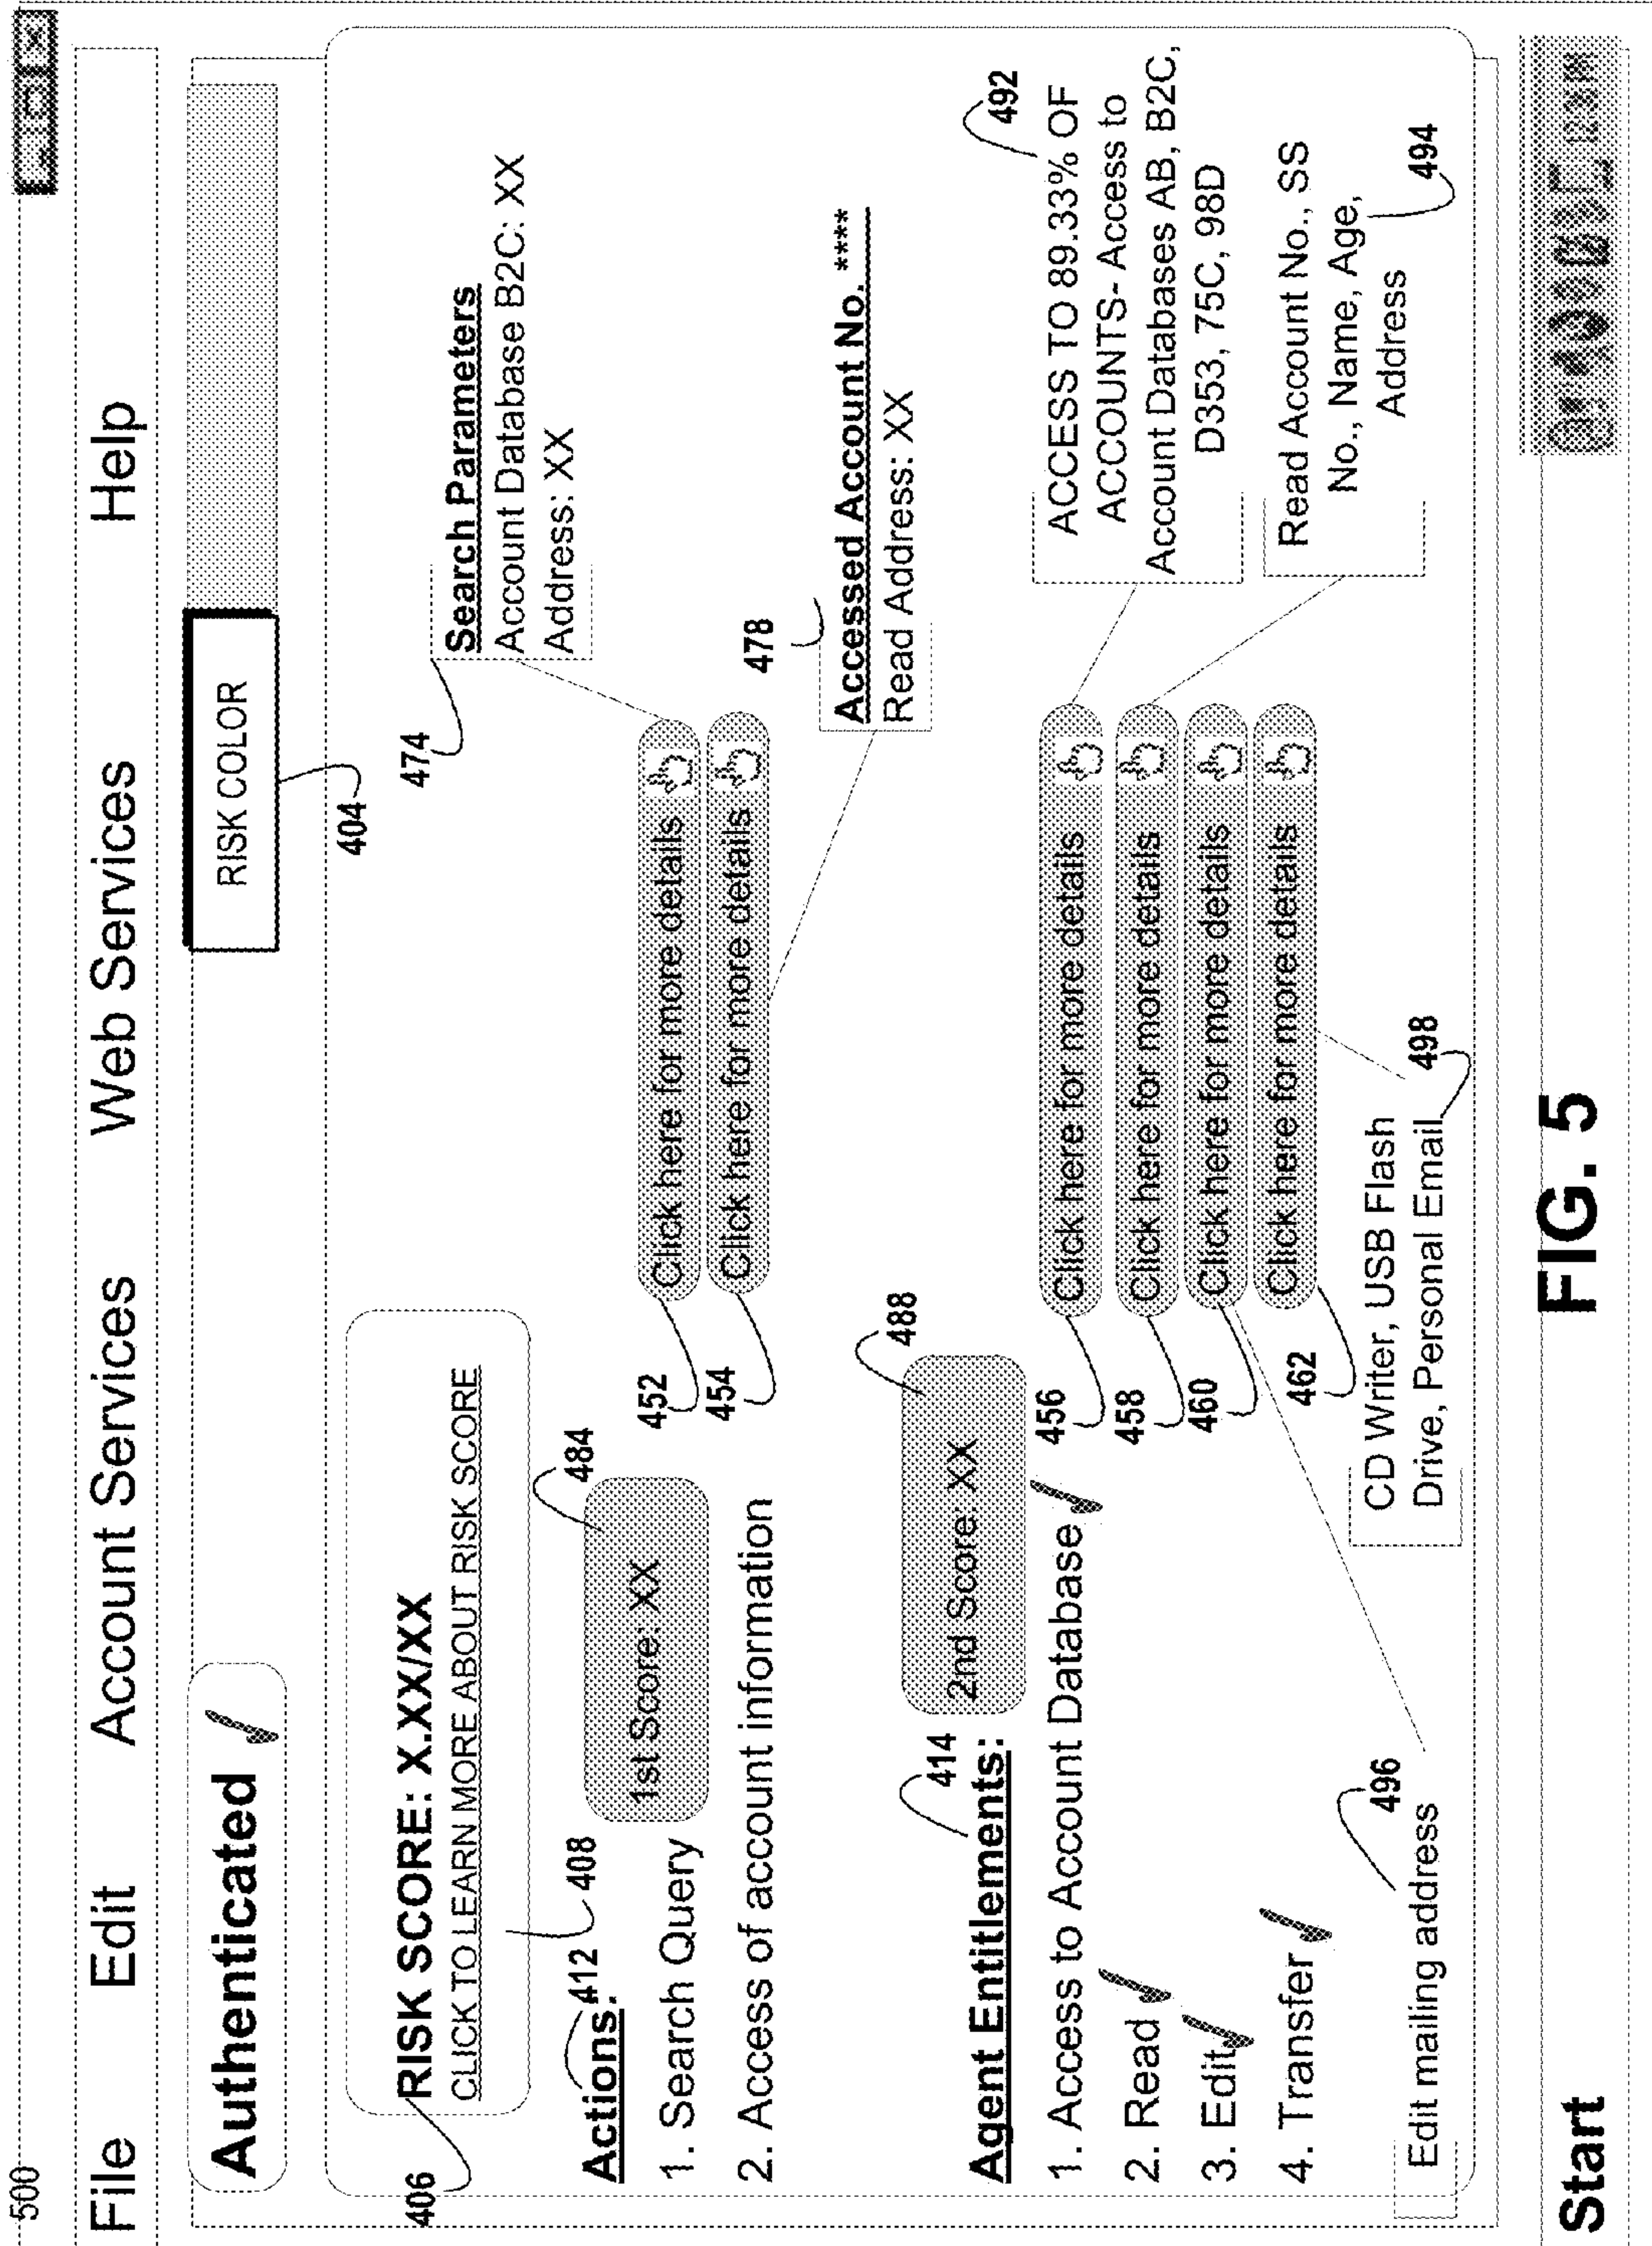 500
File Edit Account Services Web Services Help
Authenticated
RISK COLOR
404
406
RISK SCORE: X.XX/XX
CLICK TO LEARN MORE ABOUT RISK SCORE
408
474
Search Parameters
Account Database B2C: XX
Address: XX
412
Actions:
484
1st Score: XX
1. Search Query
452
Click here for more details
2. Access of account information
454
Click here for more details
478
Accessed Account No. ****
Read Address: XX
414
Agent Entitlements:
488
2nd Score: XX
1. Access to Account Database
456
Click here for more details
2. Read
458
Click here for more details
3. Edit
460
Click here for more details
4. Transfer
462
Click here for more details
492
ACCESS TO 89.33% OF
ACCOUNTS- Access to
Account Databases AB, B2C,
D353, 75C, 98D
Read Account No., SS
No., Name, Age,
Address
494
496
Edit mailing address
CD Writer, USB Flash
Drive, Personal Email
498
Start
FIG. 5